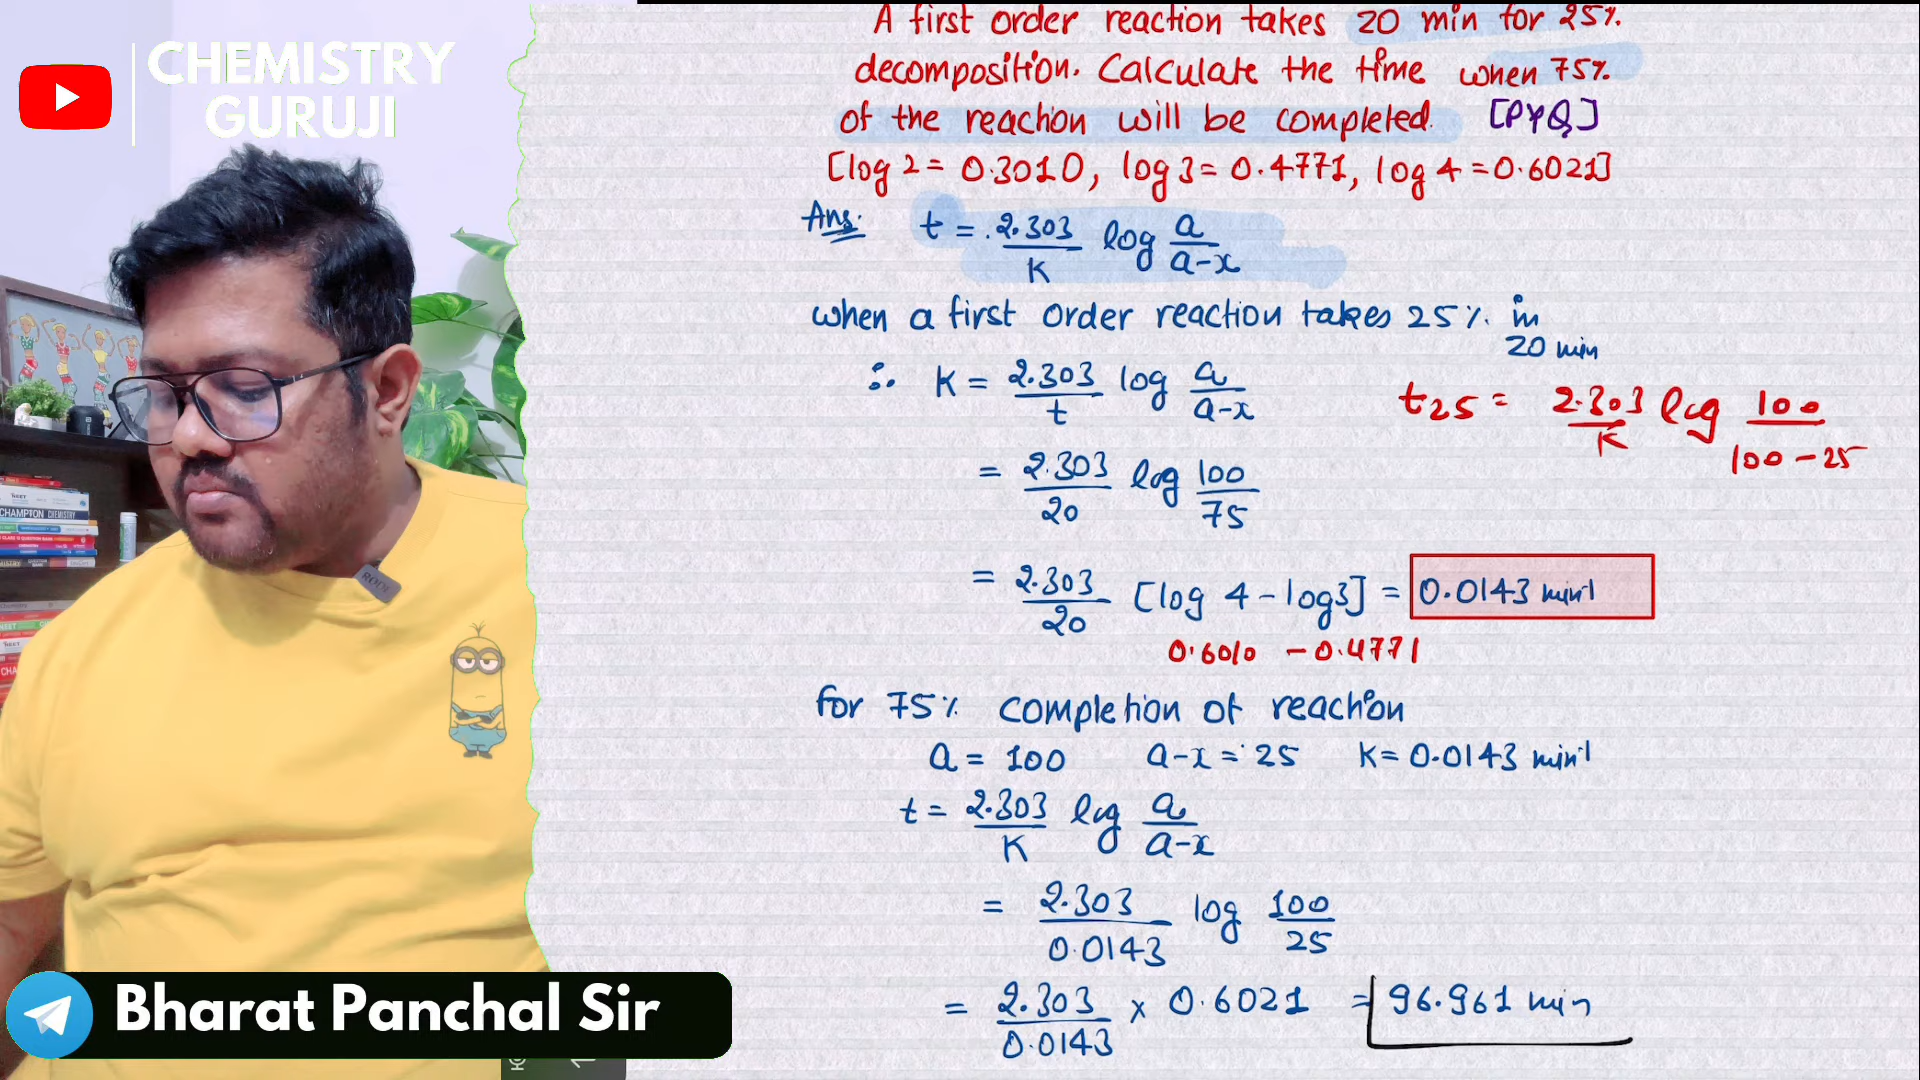 CHEMISTRY
GURUJI
A first order reaction takes 20 min for 25%
decomposition. Calculate the time when 75%
of the reaction will be completed. [PYQ]
[log 2 = 0.3010, log 3 = 0.4771, log 4 = 0.6021]
Ans. t = 2.303/K log a/a-x
when a first order reaction takes 25% in
20 min
∴ K = 2.303/t log a/a-x
t25 = 2.303/K log 100/100-25
= 2.303/20 log 100/75
= 2.303/20 [log 4 - log3] = 0.0143 min-1
0.6010 - 0.4771
for 75% completion of reaction
a = 100 a-x = 25 K = 0.0143 min-1
t = 2.303/K log a/a-x
= 2.303/0.0143 log 100/25
= 2.303/0.0143 × 0.6021 = 96.961 min
CHAMPION CHEMISTRY
RODE
Bharat Panchal Sir